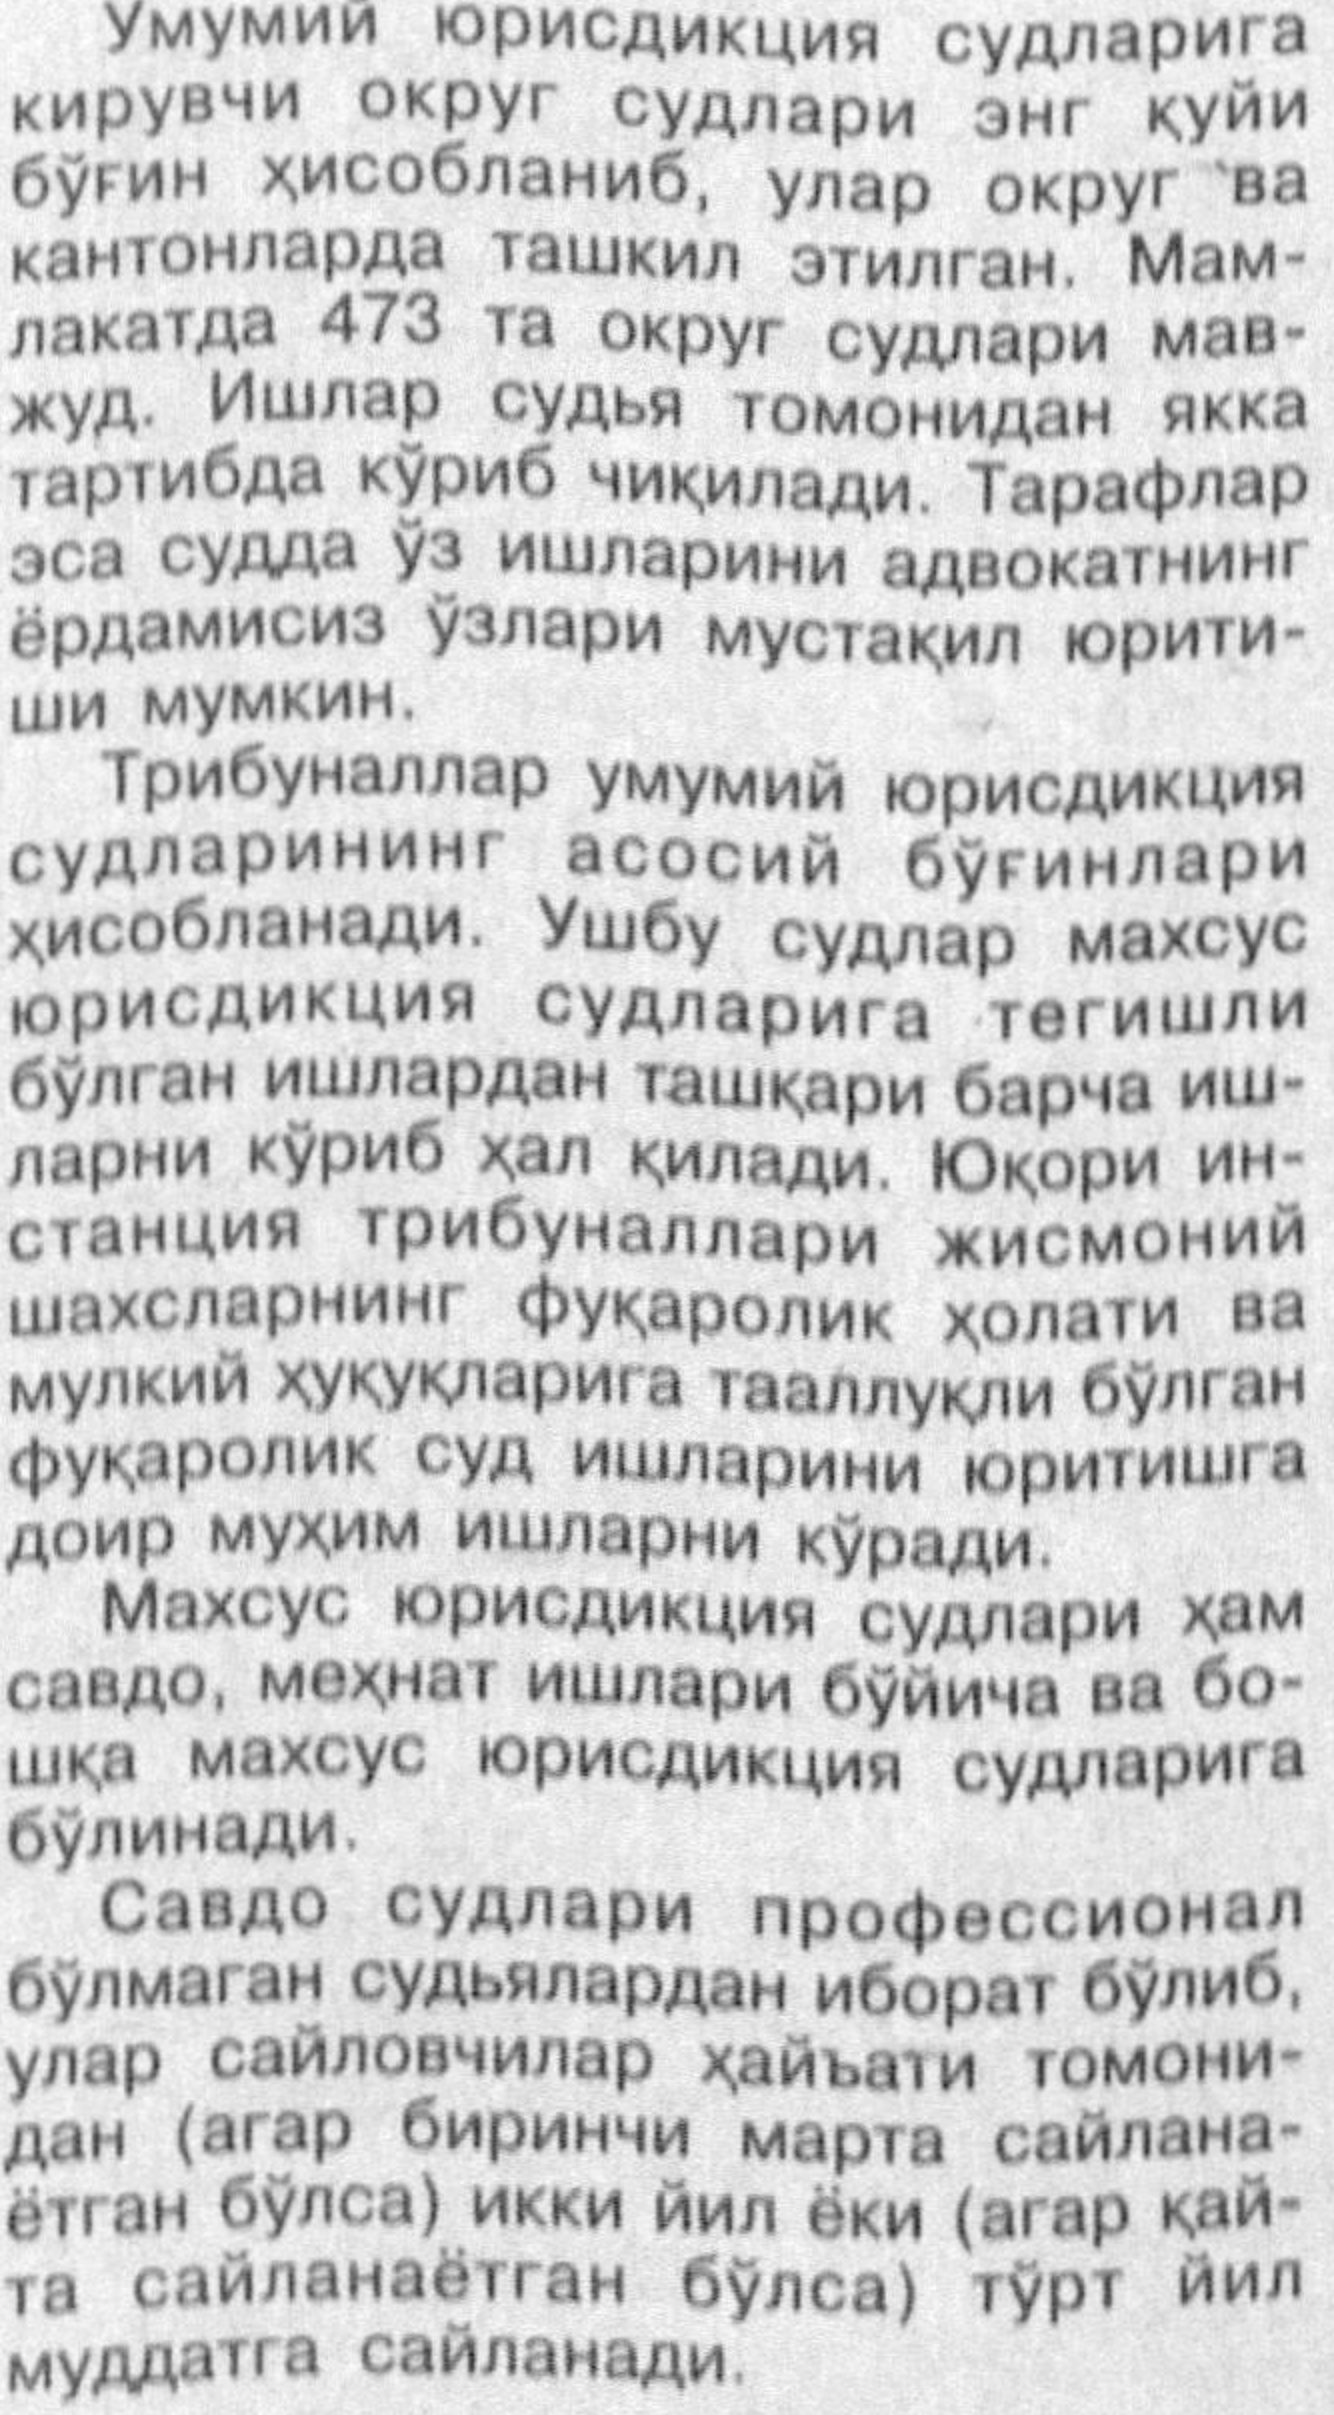 Умумий юрисдикция судларига
кирувчи округ судлари энг қуйи
бўғин ҳисобланиб, улар округ ва
кантонларда ташкил этилган. Мам-
лакатда 473 та округ судлари мав-
жуд. Ишлар судья томонидан якка
тартибда кўриб чиқилади. Тарафлар
эса судда ўз ишларини адвокатнинг
ёрдамисиз ўзлари мустақил юрити-
ши мумкин.
Трибуналлар умумий юрисдикция
судларининг асосий бўғинлари
ҳисобланади. Ушбу судлар махсус
юрисдикция судларига тегишли
бўлган ишлардан ташқари барча иш-
ларни кўриб ҳал қилади. Юқори ин-
станция трибуналлари жисмоний
шахсларнинг фуқаролик ҳолати ва
мулкий ҳуқуқларига тааллуқли бўлган
фуқаролик суд ишларини юритишга
доир муҳим ишларни кўради.
Махсус юрисдикция судлари ҳам
савдо, меҳнат ишлари бўйича ва бо-
шқа махсус юрисдикция судларига
бўлинади.
Савдо судлари профессионал
бўлмаган судьялардан иборат бўлиб,
улар сайловчилар ҳайъати томони-
дан (агар биринчи марта сайлана-
ётган бўлса) икки йил ёки (агар қай-
та сайланаётган бўлса) тўрт йил
муддатга сайланади.